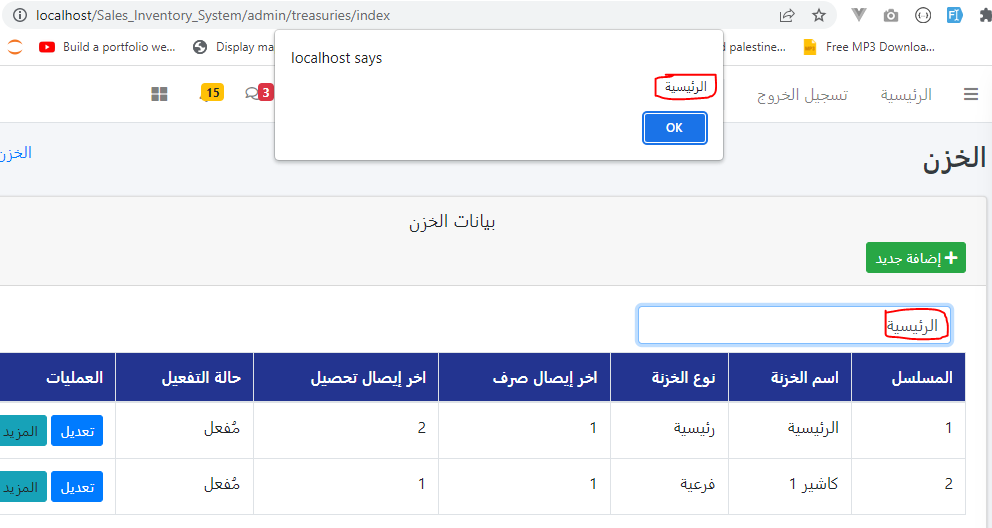 localhost/Sales_Inventory_System/admin/treasuries/index
Build a portfolio we...
Display ma
d palestine...
Free MP3 Downloa...
localhost says
الرئيسية
OK
الرئيسية
تسجيل الخروج
3
15
الخزن
الخزن
بيانات الخزن
إضافة جديد
الرئيسية
المسلسل اسم الخزنة نوع الخزنة اخر إيصال صرف اخر إيصال تحصيل حالة التفعيل العمليات
1 الرئيسية رئيسية 1 2 مُفعل تعديل المزيد
2 كاشير 1 فرعية 1 1 مُفعل تعديل المزيد